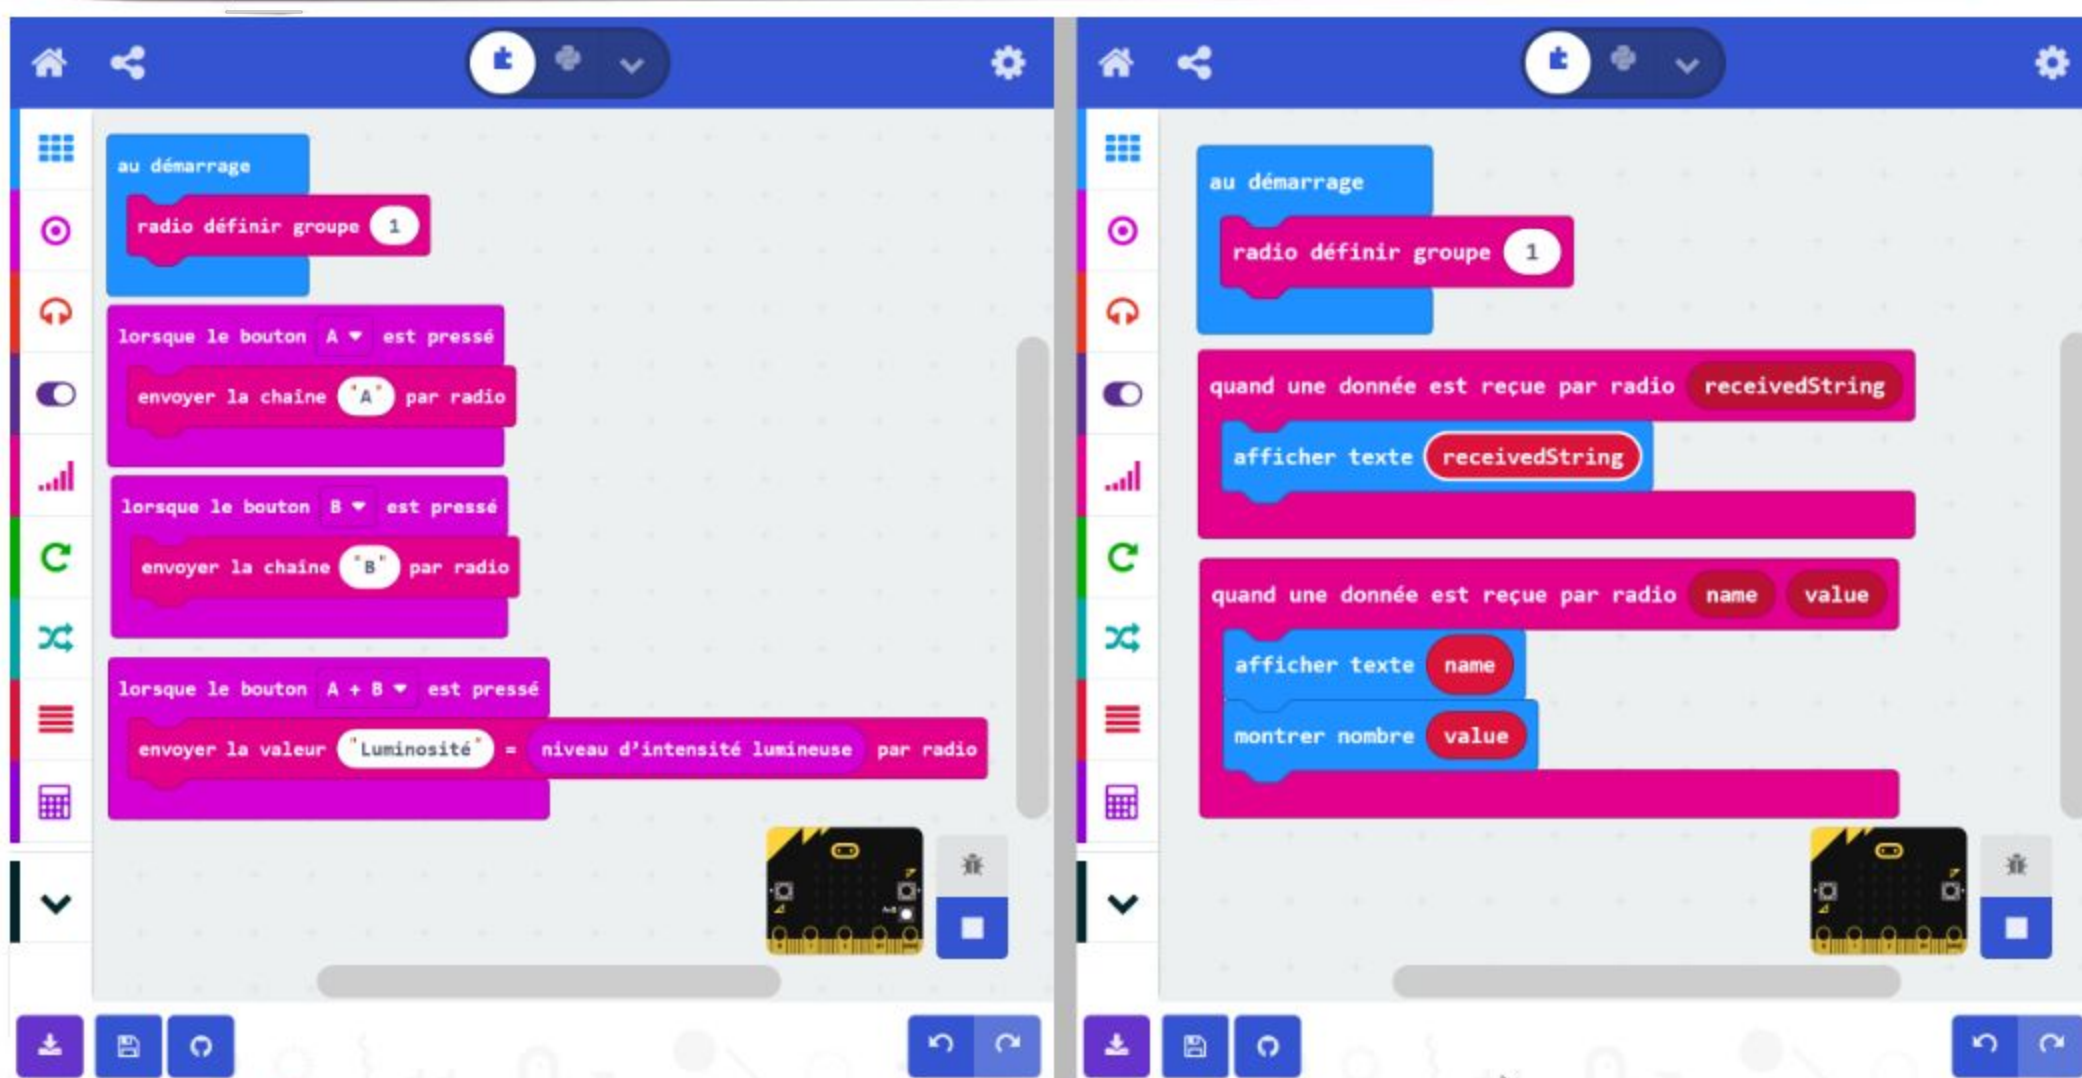 au démarrage
radio définir groupe 1
lorsque le bouton A est pressé
envoyer la chaîne "A" par radio
lorsque le bouton B est pressé
envoyer la chaîne "B" par radio
lorsque le bouton A + B est pressé
envoyer la valeur "Luminosité" = niveau d'intensité lumineuse par radio
au démarrage
radio définir groupe 1
quand une donnée est reçue par radio receivedString
afficher texte receivedString
quand une donnée est reçue par radio name value
afficher texte name
montrer nombre value